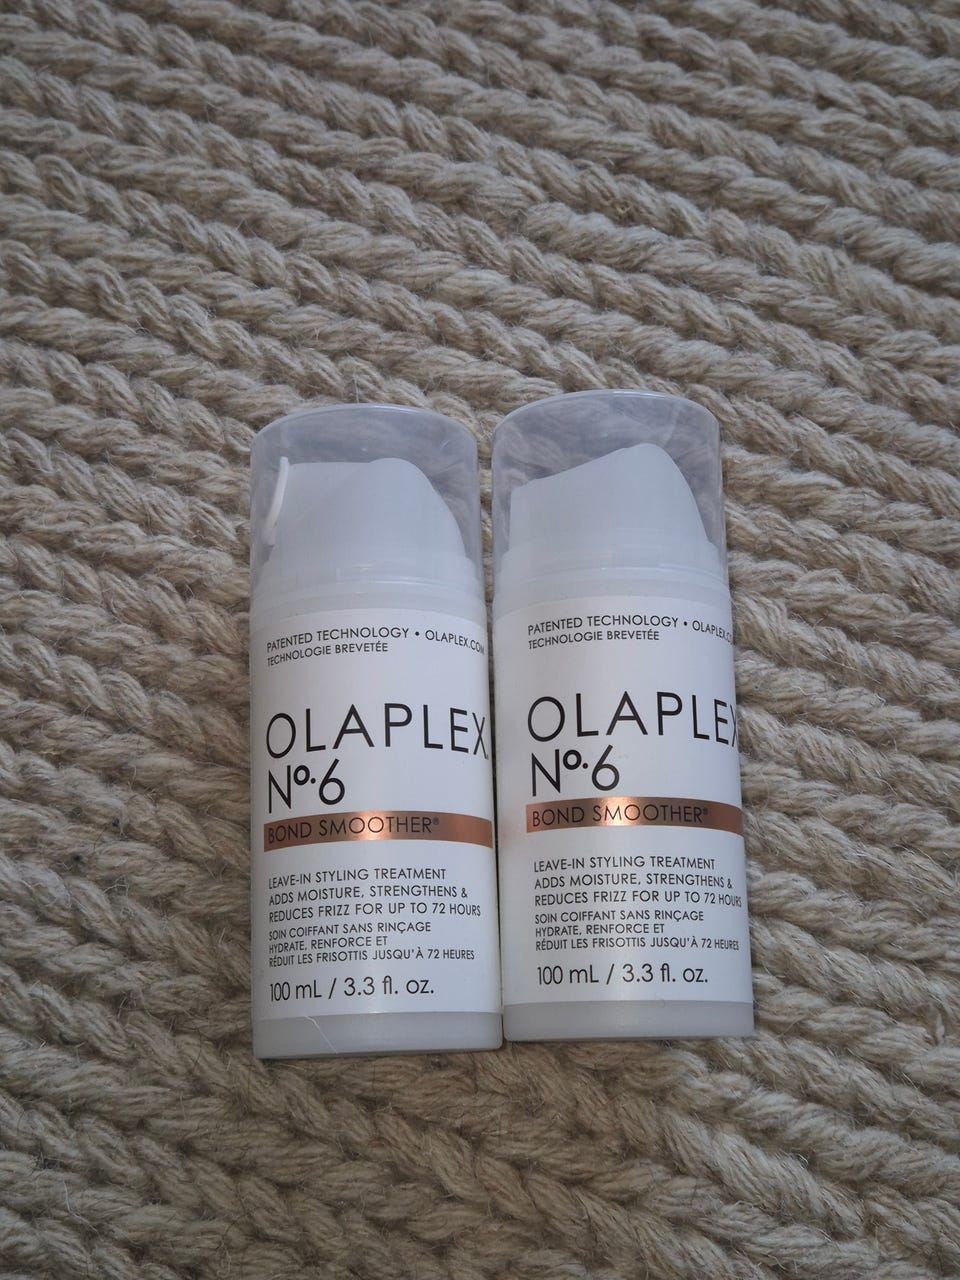 PATENTED TECHNOLOGY • OLAPLEX.COM
TECHNOLOGIE BREVETÉE
OLAPLEX
Nº.6
BOND SMOOTHER®
LEAVE-IN STYLING TREATMENT
ADDS MOISTURE, STRENGTHENS &
REDUCES FRIZZ FOR UP TO 72 HOURS
SOIN COIFFANT SANS RINÇAGE
HYDRATE, RENFORCE ET
RÉDUIT LES FRISOTTIS JUSQU'À 72 HEURES
100 mL / 3.3 fl. oz.
PATENTED TECHNOLOGY • OLAPLEX.CO
TECHNOLOGIE BREVETÉE
OLAPLEX
Nº.6
BOND SMOOTHER®
LEAVE-IN STYLING TREATMENT
ADDS MOISTURE, STRENGTHENS &
REDUCES FRIZZ FOR UP TO 72 HOURS
SOIN COIFFANT SANS RINÇAGE
HYDRATE, RENFORCE ET
RÉDUIT LES FRISOTTIS JUSQU'À 72 HEURES
100 mL / 3.3 fl. oz.